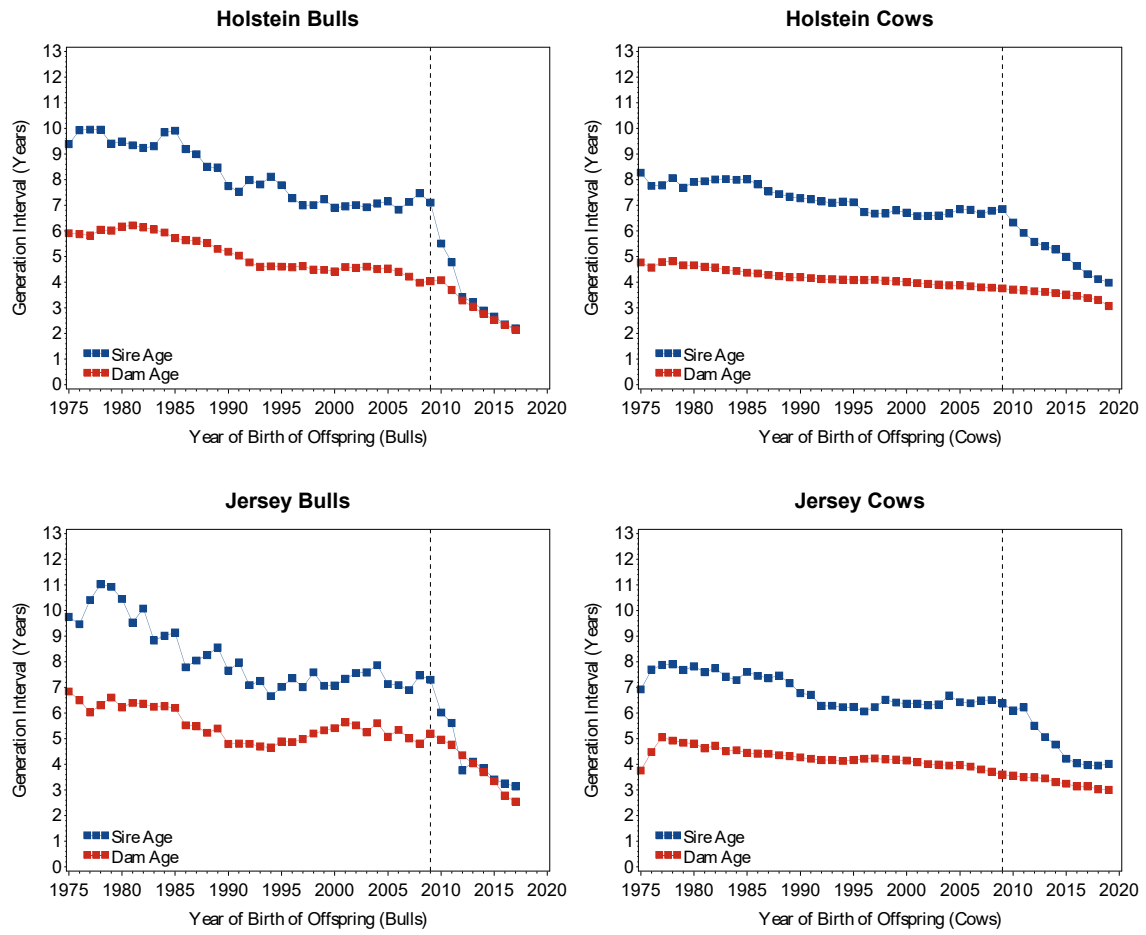 Holstein Bulls
Generation Interval (Years)
13
12
11
10
9
8
7
6
5
4
3
2
1
0
Sire Age
Dam Age
1975 1980 1985 1990 1995 2000 2005 2010 2015 2020
Year of Birth of Offspring (Bulls)
Holstein Cows
Generation Interval (Years)
13
12
11
10
9
8
7
6
5
4
3
2
1
0
Sire Age
Dam Age
1975 1980 1985 1990 1995 2000 2005 2010 2015 2020
Year of Birth of Offspring (Cows)
Jersey Bulls
Generation Interval (Years)
13
12
11
10
9
8
7
6
5
4
3
2
1
0
Sire Age
Dam Age
1975 1980 1985 1990 1995 2000 2005 2010 2015 2020
Year of Birth of Offspring (Bulls)
Jersey Cows
Generation Interval (Years)
13
12
11
10
9
8
7
6
5
4
3
2
1
0
Sire Age
Dam Age
1975 1980 1985 1990 1995 2000 2005 2010 2015 2020
Year of Birth of Offspring (Cows)